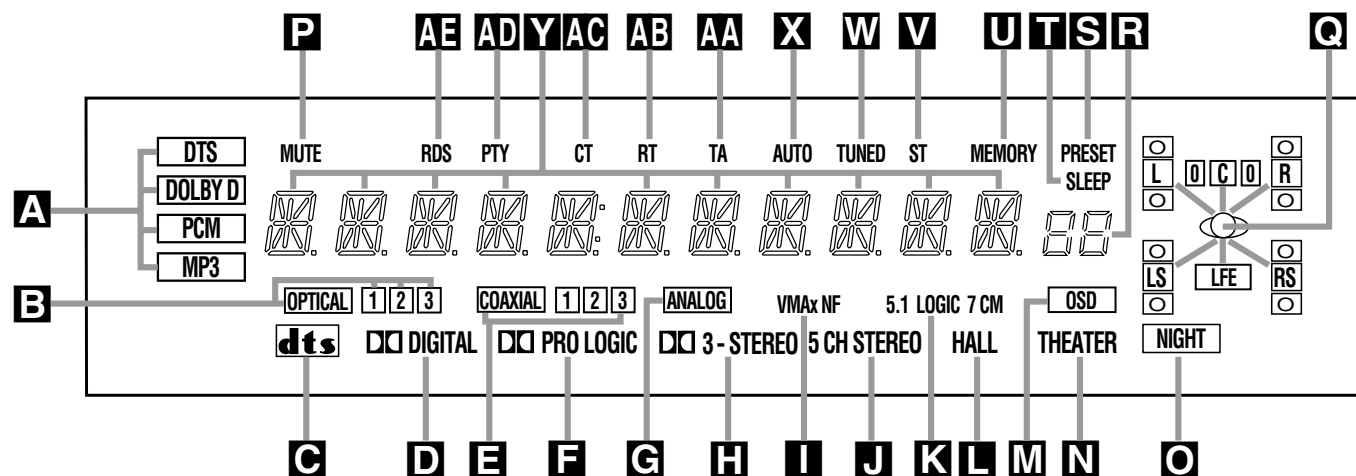 P AE AD Y AC AB AA X W V U T S R Q
DTS MUTE RDS PTY CT RT TA AUTO TUNED ST MEMORY PRESET
SLEEP
L C R
DOLBY D
A
PCM
MP3
LS LFE RS
B
OPTICAL 1 2 3 COAXIAL 1 2 3 ANALOG VMAx NF 5.1 LOGIC 7 CM OSD
dts DIGITAL PRO LOGIC 3 - STEREO 5 CH STEREO HALL THEATER NIGHT
C D E F G H I J K L M N O